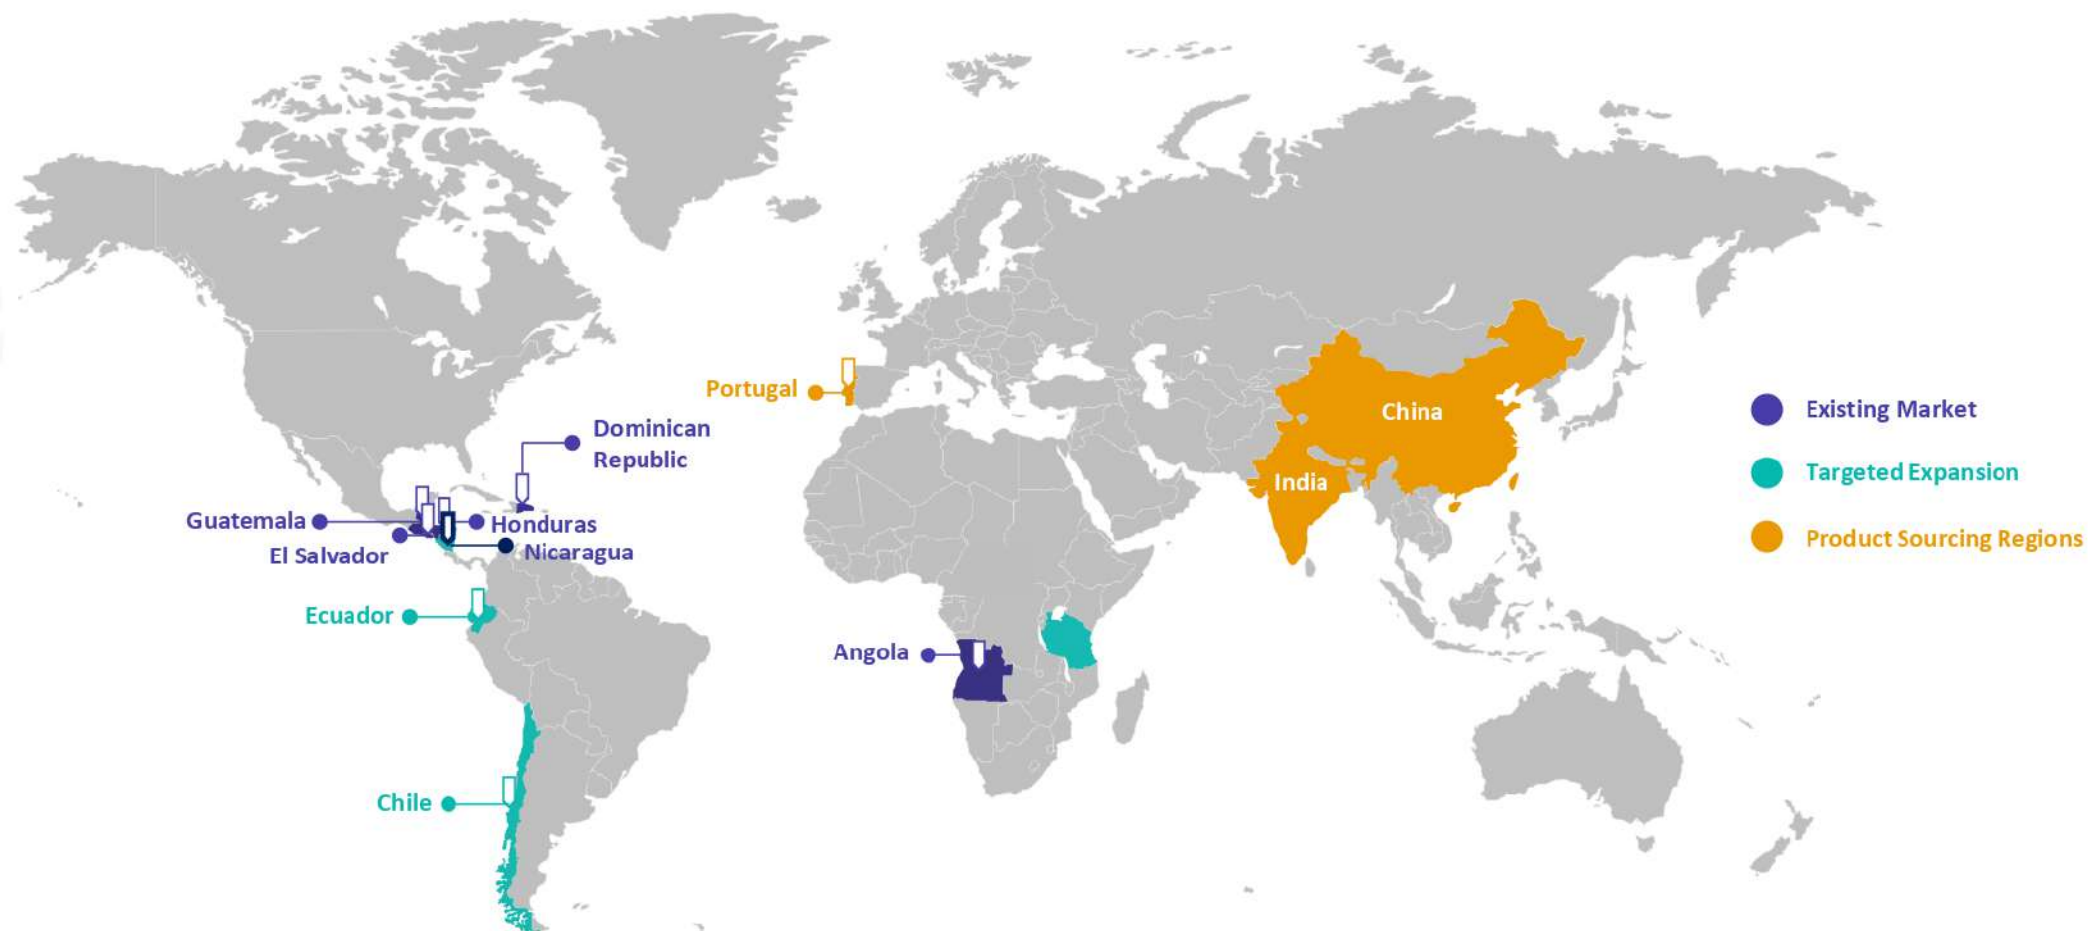 Portugal
China
India
Dominican
Republic
Guatemala
Honduras
El Salvador
Nicaragua
Ecuador
Angola
Chile
Existing Market
Targeted Expansion
Product Sourcing Regions